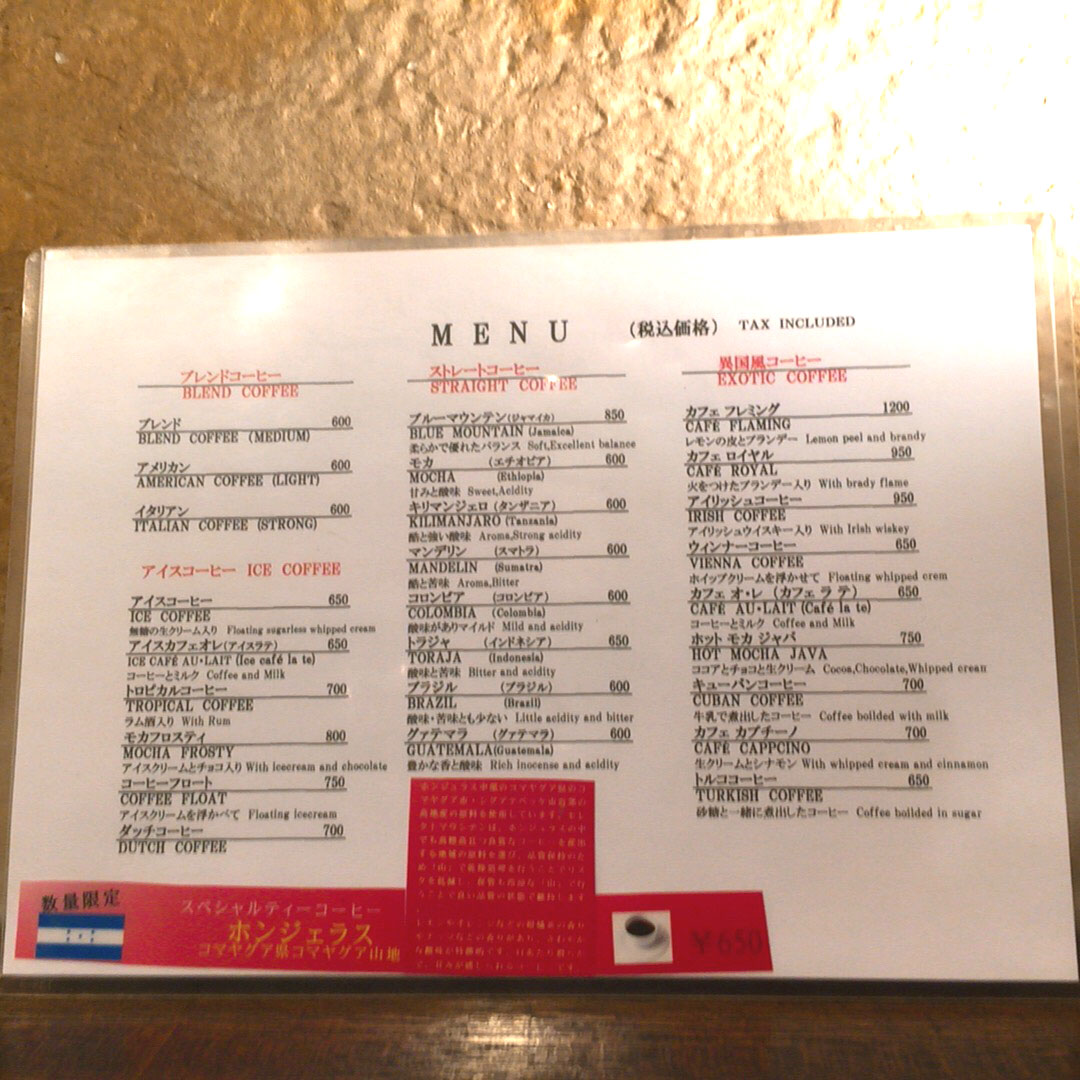 MENU （税込価格） TAX INCLUDED
ブレンドコーヒー
BLEND COFFEE
ブレンド 600
BLEND COFFEE (MEDIUM)
アメリカン 600
AMERICAN COFFEE (LIGHT)
イタリアン 600
ITALIAN COFFEE (STRONG)
アイスコーヒー ICE COFFEE
アイスコーヒー 650
ICE COFFEE
無糖の生クリーム入り Floating sugarless whipped cream
アイスカフェオレ(アイスラテ) 650
ICE CAFÉ AU・LAIT (Ice café la te)
コーヒーとミルク Coffee and Milk
トロピカルコーヒー 700
TROPICAL COFFEE
ラム酒入り With Rum
モカフロスティ 800
MOCHA FROSTY
アイスクリームとチョコ入り With icecream and chocolate
コーヒーフロート 750
COFFEE FLOAT
アイスクリームを浮かべて Floating icecream
ダッチコーヒー 700
DUTCH COFFEE
ストレートコーヒー
STRAIGHT COFFEE
ブルーマウンテン(ジャマイカ) 850
BLUE MOUNTAIN (Jamaica)
柔らかで優れたバランス Soft,Excellent balance
モカ （エチオピア） 600
MOCHA (Ethiopia)
甘みと酸味 Sweet,Acidity
キリマンジェロ（タンザニア） 600
KILIMANJARO (Tanzania)
酷と強い酸味 Aroma,Strong acidity
マンデリン （スマトラ） 600
MANDELIN (Sumatra)
酷と苦味 Aroma,Bitter
コロンビア （コロンビア） 600
COLOMBIA (Colombia)
酸味がありマイルド Mild and acidity
トラジャ （インドネシア） 650
TORAJA (Indonesia)
酸味と苦味 Bitter and acidity
ブラジル （ブラジル） 600
BRAZIL (Brazil)
酸味・苦味とも少ない Little acidity and bitter
グァテマラ （グァテマラ） 600
GUATEMALA(Guatemala)
豊かな香と酸味 Rich inocense and acidity
異国風コーヒー
EXOTIC COFFEE
カフェ フレミング 1200
CAFÉ FLAMING
レモンの皮とブランデー Lemon peel and brandy
カフェ ロイヤル 950
CAFÉ ROYAL
火をつけたブランデー入り With brady flame
アイリッシュコーヒー 950
IRISH COFFEE
アイリッシュウイスキー入り With Irish wiskey
ウィンナーコーヒー 650
VIENNA COFFEE
ホイップクリームを浮かせて Floating whipped crem
カフェ オ・レ（カフェ ラ テ） 650
CAFÉ AU・LAIT (Café la te)
コーヒーとミルク Coffee and Milk
ホット モカ ジャバ 750
HOT MOCHA JAVA
ココアとチョコと生クリーム Cocoa,Chocolate,Whipped crean
キューバンコーヒー 700
CUBAN COFFEE
牛乳で煮出したコーヒー Coffee boilded with milk
カフェ カプチーノ 700
CAFÉ CAPPCINO
生クリームとシナモン With whipped cream and cinnamon
トルココーヒー 650
TURKISH COFFEE
砂糖と一緒に煮出したコーヒー Coffee boilded in sugar
数量限定
スペシャルティーコーヒー
ホンジェラス
コマヤグア県コマヤグア山地
￥650